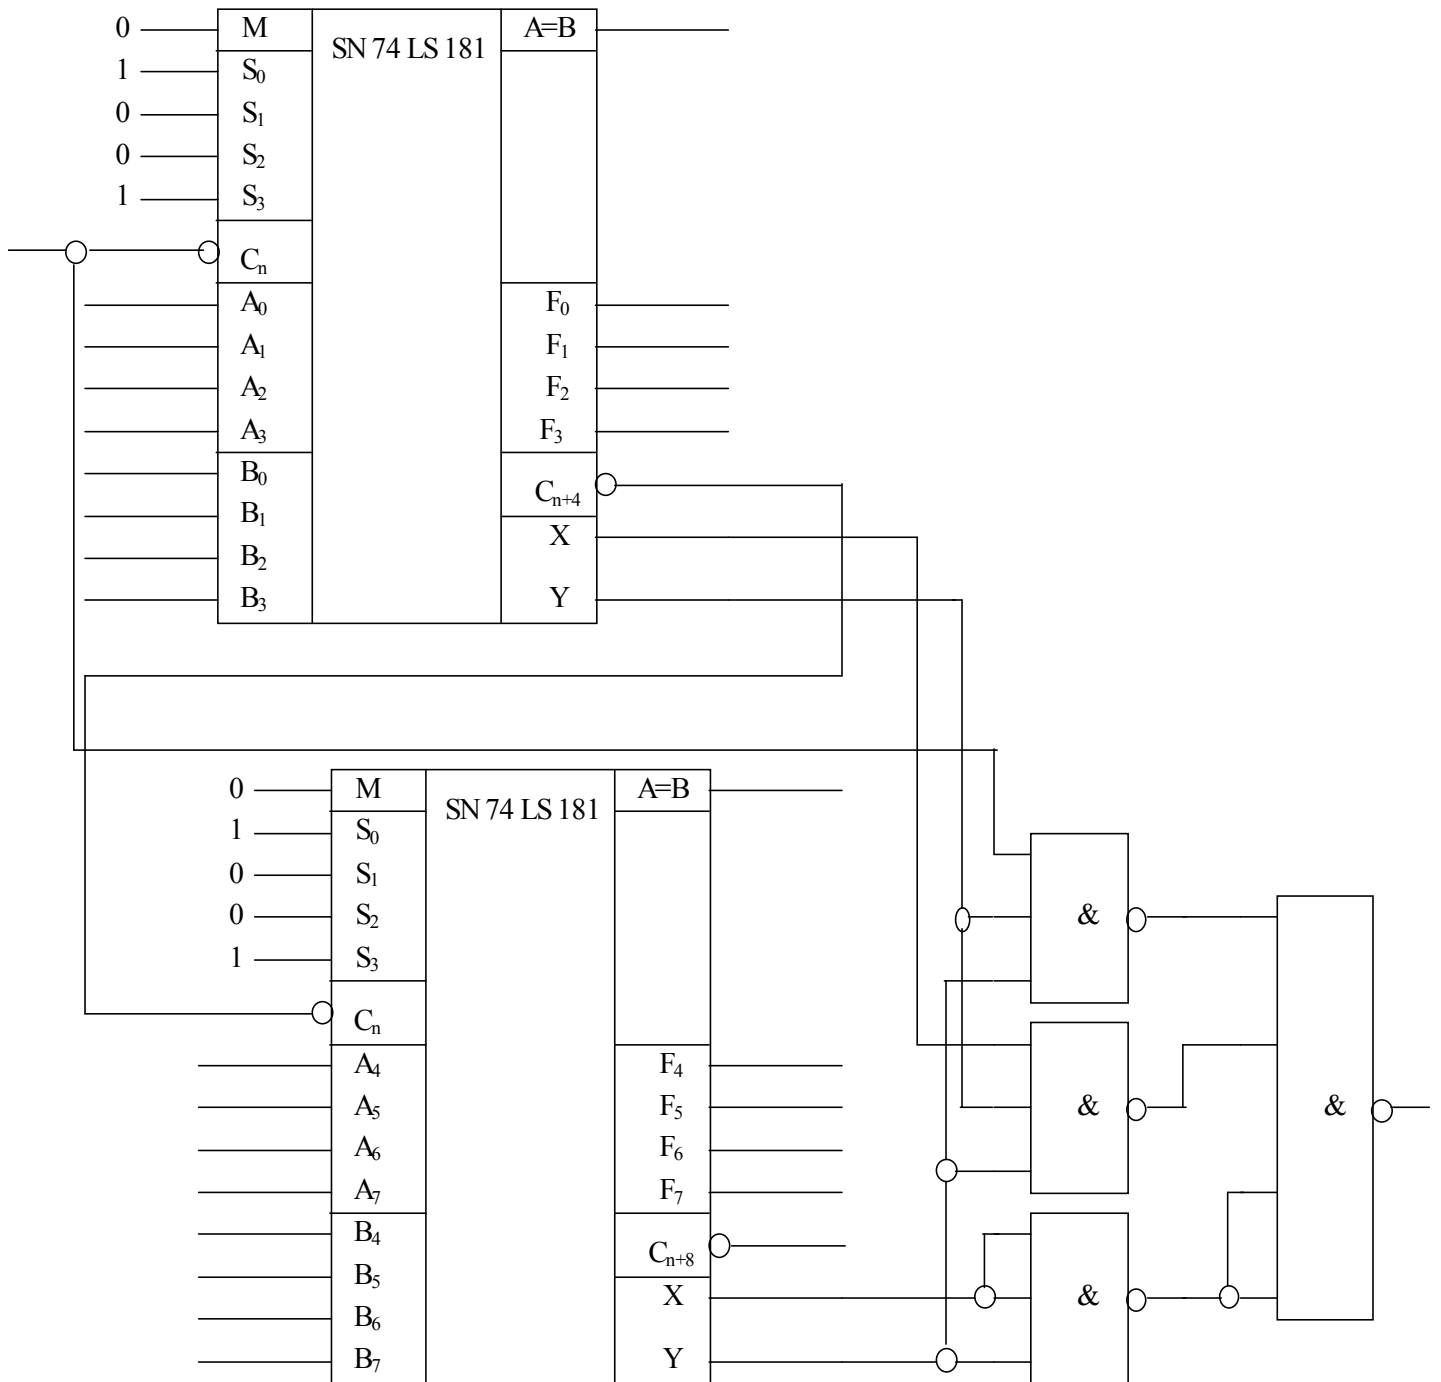 0 M SN 74 LS 181 A=B
1 S₀
0 S₁
0 S₂
1 S₃
Cₙ
A₀ F₀
A₁ F₁
A₂ F₂
A₃ F₃
B₀ Cₙ₊₄
B₁ X
B₂
B₃ Y
0 M SN 74 LS 181 A=B
1 S₀
0 S₁
0 S₂ &
1 S₃
Cₙ
A₄ F₄
A₅ F₅ & &
A₆ F₆
A₇ F₇
B₄ Cₙ₊₈
B₅ X &
B₆
B₇ Y